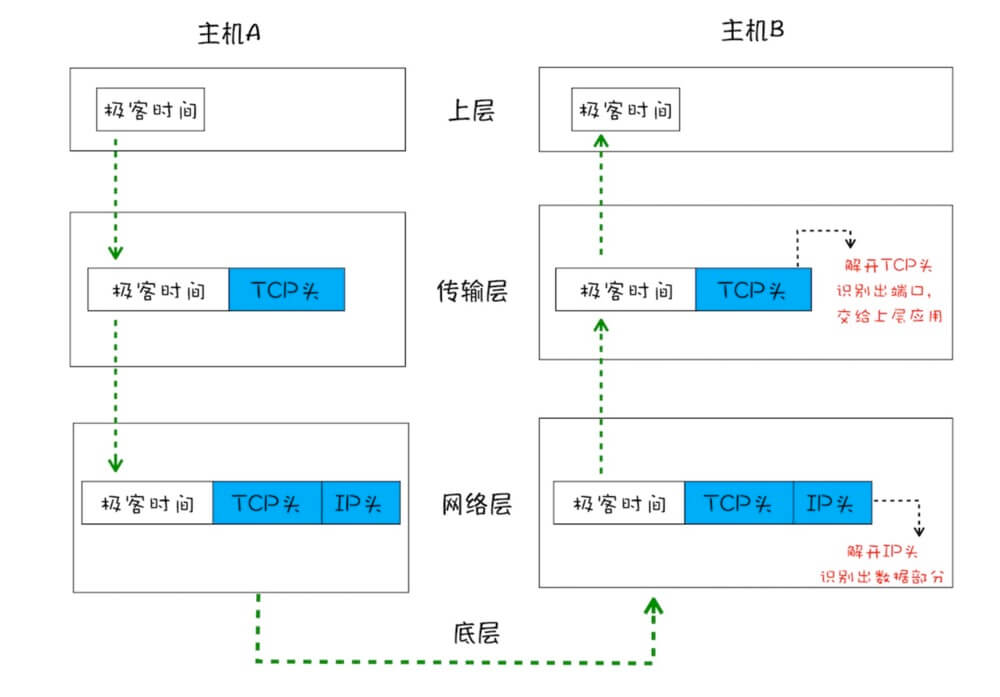 主机A
主机B
极客时间
上层
极客时间
极客时间
TCP头
传输层
极客时间
TCP头
解开TCP头
识别出端口，
交给上层应用
极客时间
TCP头
IP头
网络层
极客时间
TCP头
IP头
解开IP头
识别出数据部分
底层